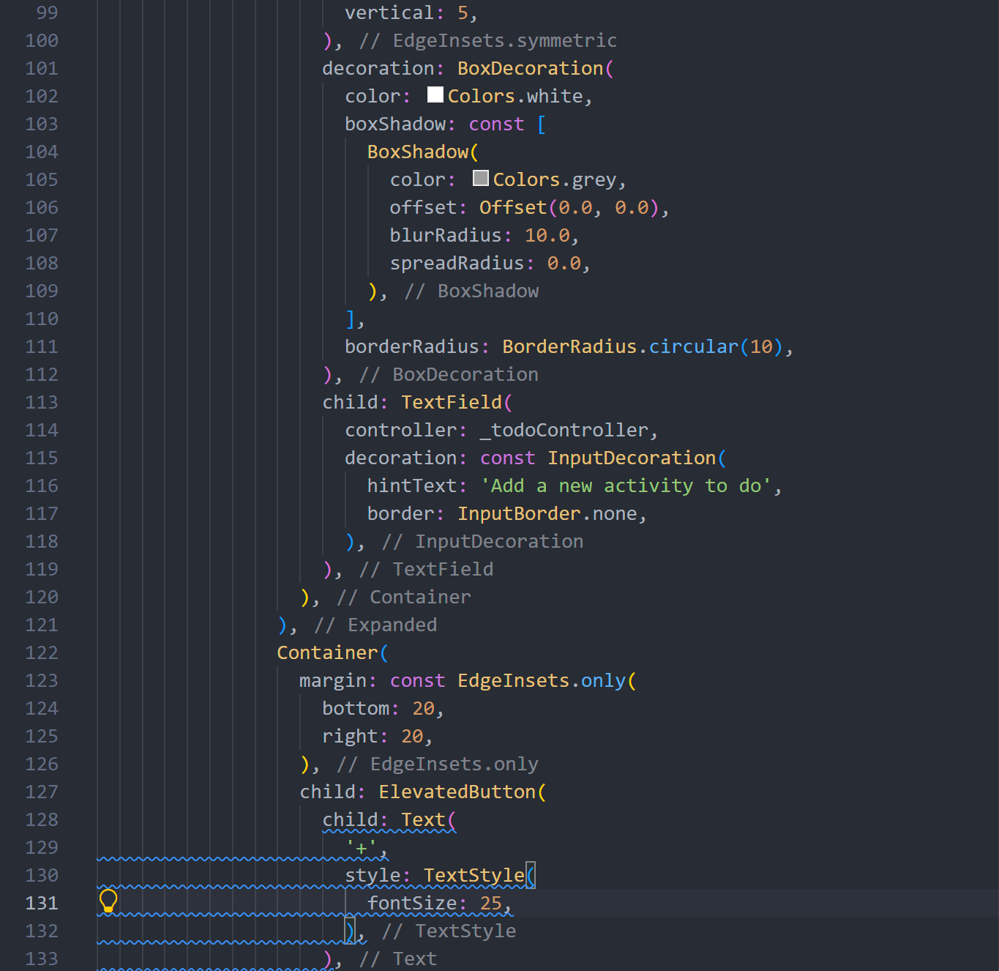 99 vertical: 5,
100 ), // EdgeInsets.symmetric
101 decoration: BoxDecoration(
102 color: Colors.white,
103 boxShadow: const [
104 BoxShadow(
105 color: Colors.grey,
106 offset: Offset(0.0, 0.0),
107 blurRadius: 10.0,
108 spreadRadius: 0.0,
109 ), // BoxShadow
110 ],
111 borderRadius: BorderRadius.circular(10),
112 ), // BoxDecoration
113 child: TextField(
114 controller: _todoController,
115 decoration: const InputDecoration(
116 hintText: 'Add a new activity to do',
117 border: InputBorder.none,
118 ), // InputDecoration
119 ), // TextField
120 ), // Container
121 ), // Expanded
122 Container(
123 margin: const EdgeInsets.only(
124 bottom: 20,
125 right: 20,
126 ), // EdgeInsets.only
127 child: ElevatedButton(
128 child: Text(
129 '+',
130 style: TextStyle(
131 fontSize: 25,
132 ), // TextStyle
133 ), // Text